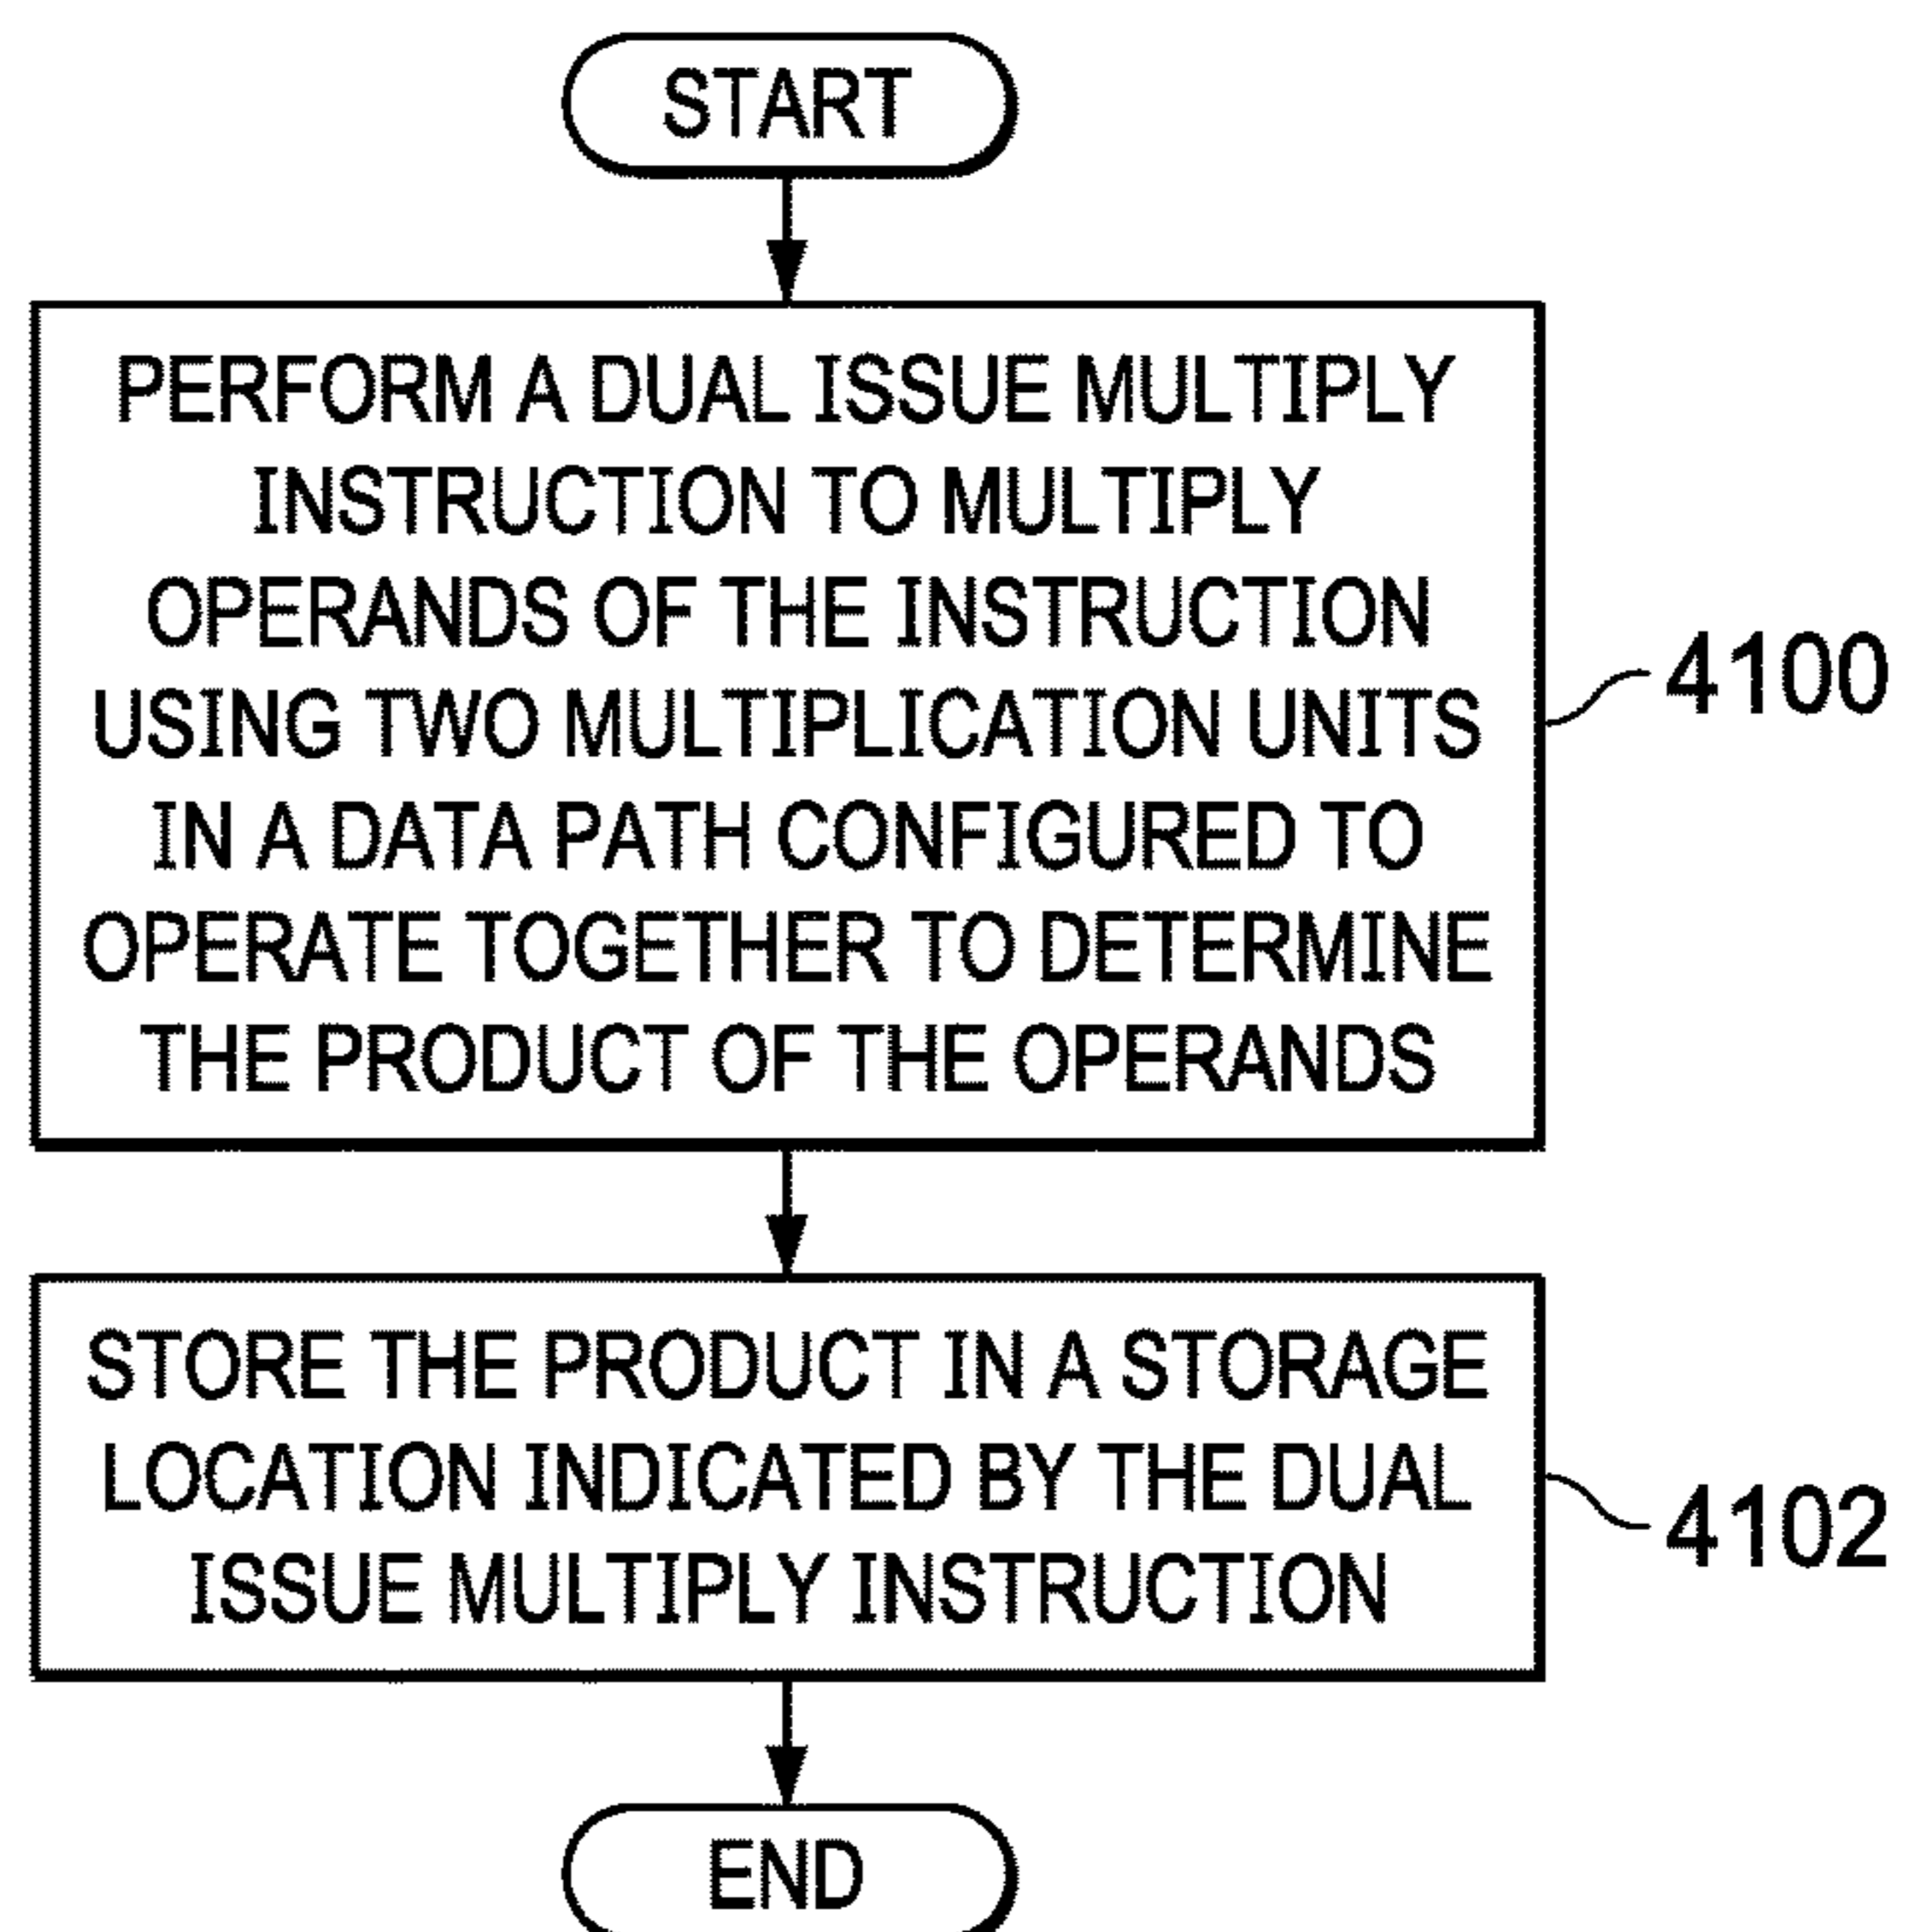 START
PERFORM A DUAL ISSUE MULTIPLY
INSTRUCTION TO MULTIPLY
OPERANDS OF THE INSTRUCTION
USING TWO MULTIPLICATION UNITS
IN A DATA PATH CONFIGURED TO
OPERATE TOGETHER TO DETERMINE
THE PRODUCT OF THE OPERANDS
4100
STORE THE PRODUCT IN A STORAGE
LOCATION INDICATED BY THE DUAL
ISSUE MULTIPLY INSTRUCTION
4102
END